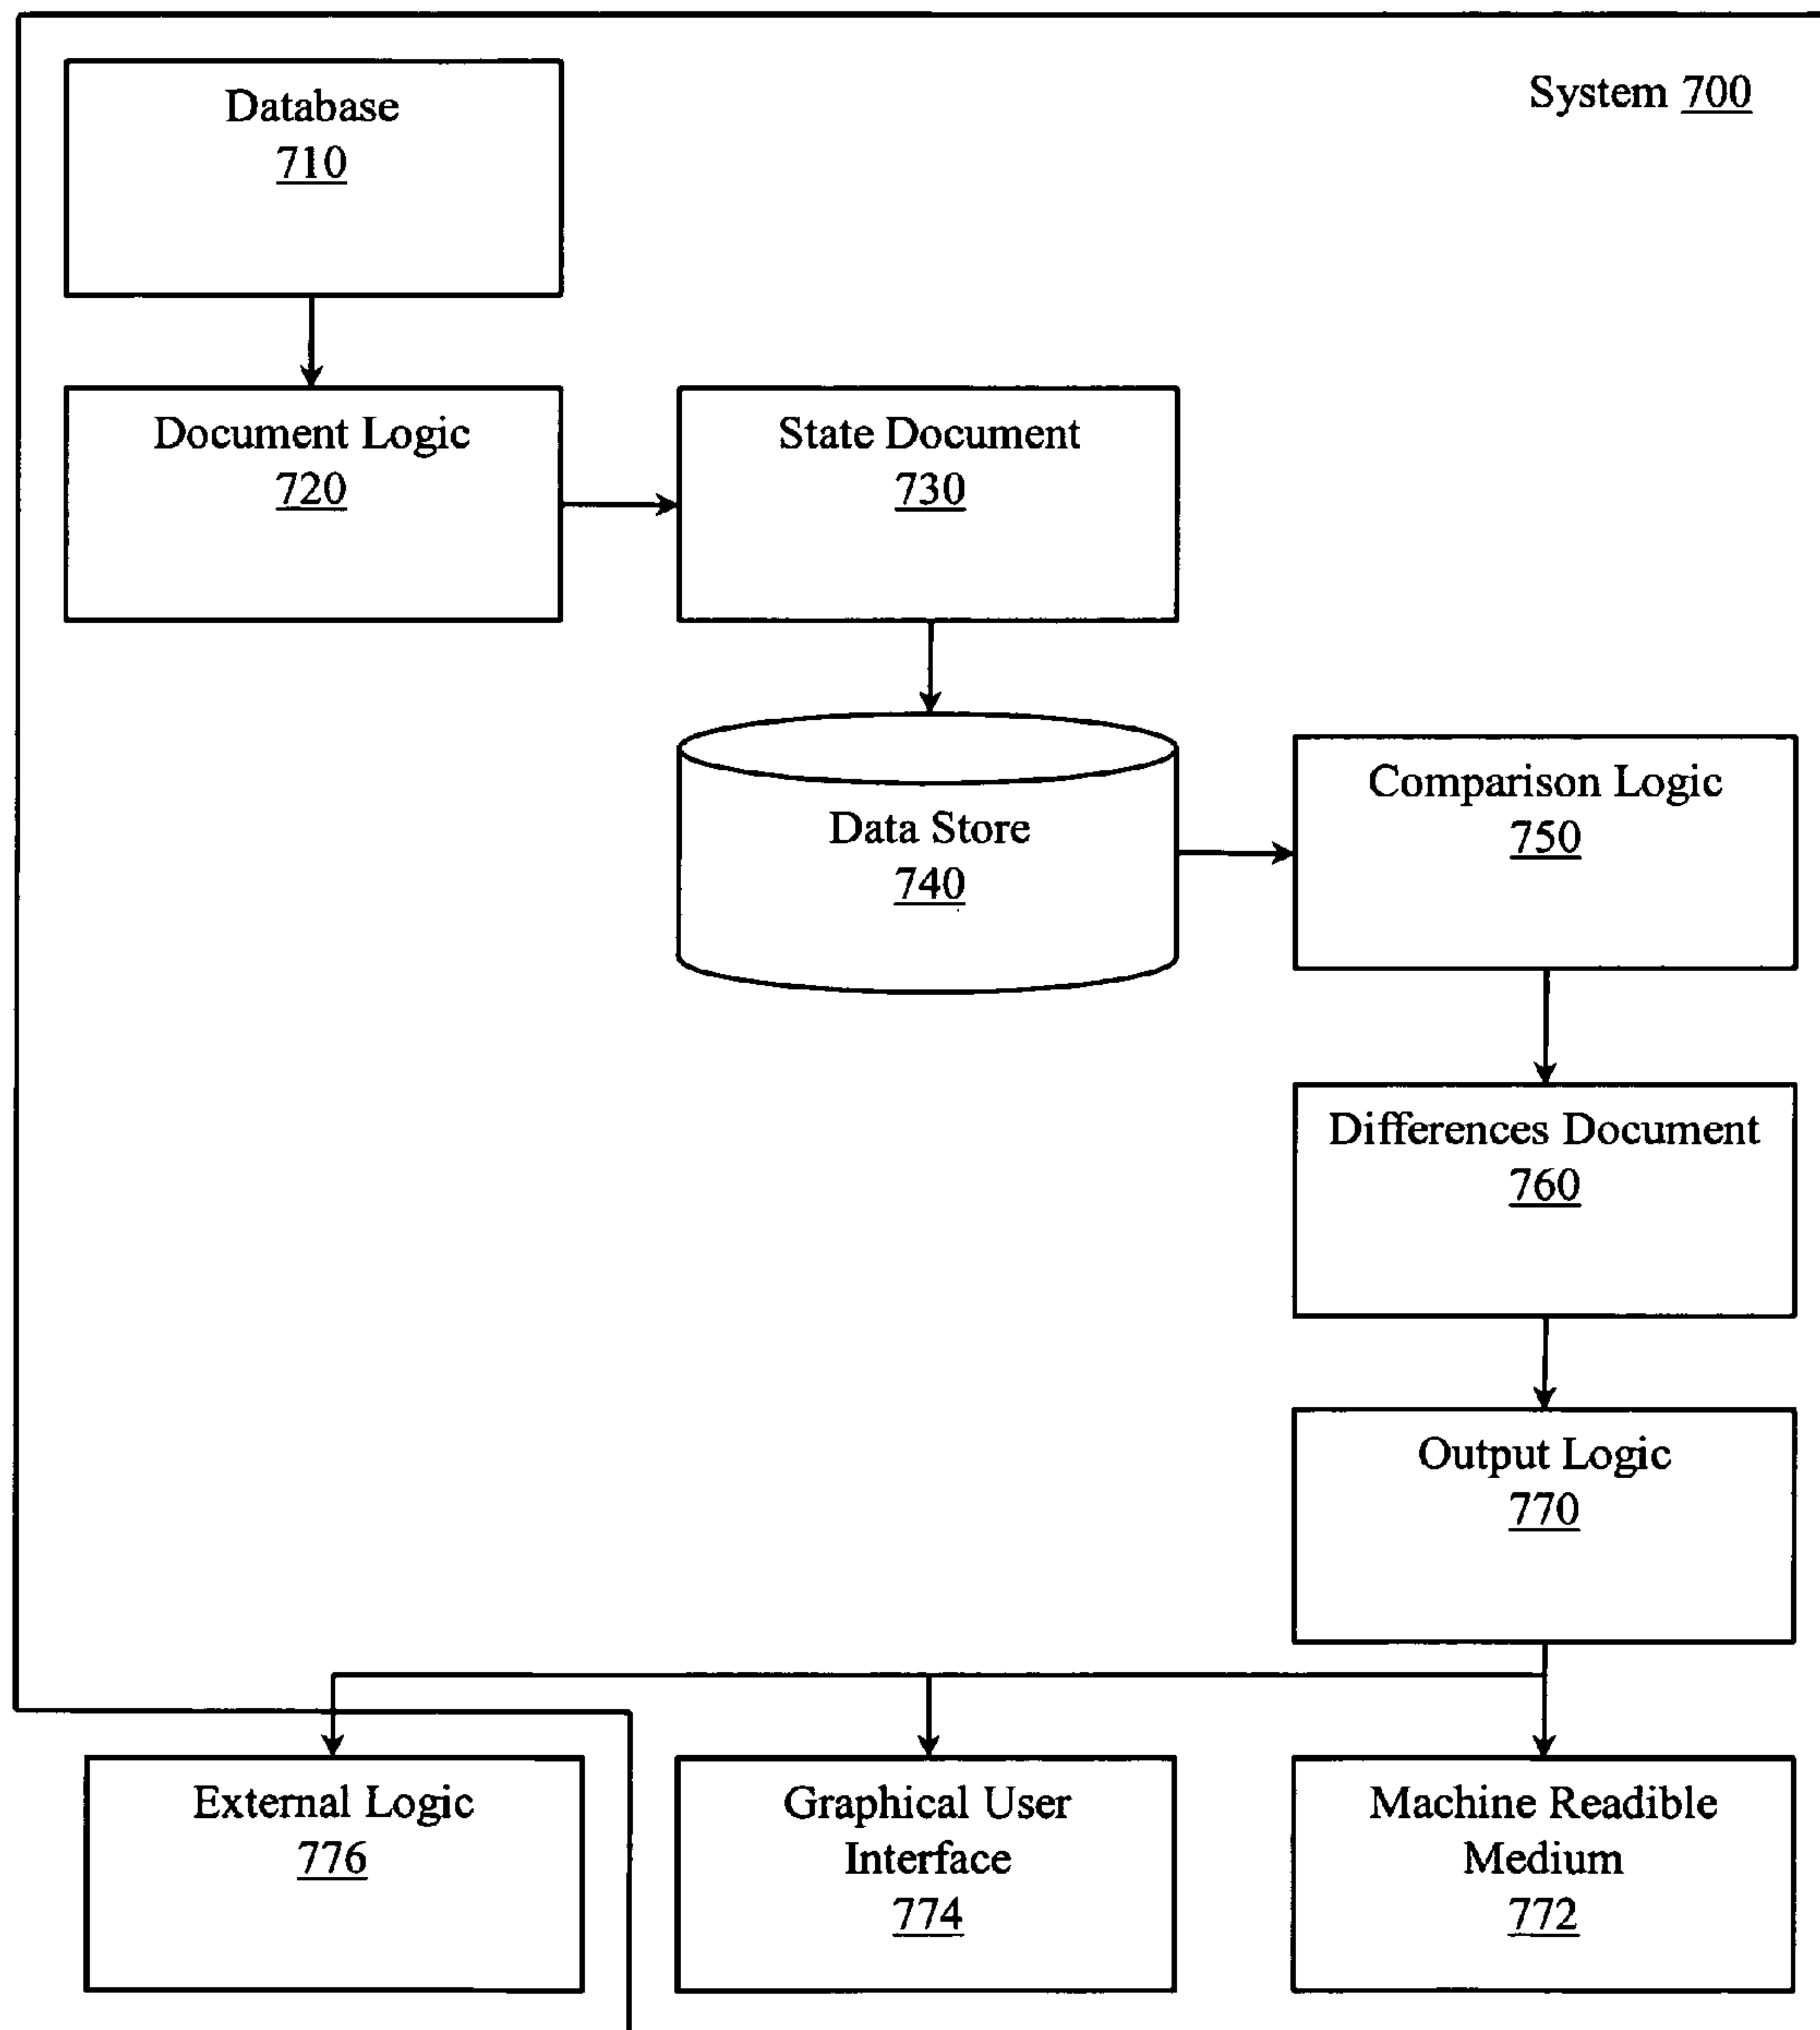 System 700
Database
710
Document Logic
720
State Document
730
Data Store
740
Comparison Logic
750
Differences Document
760
Output Logic
770
External Logic
776
Graphical User
Interface
774
Machine Readible
Medium
772